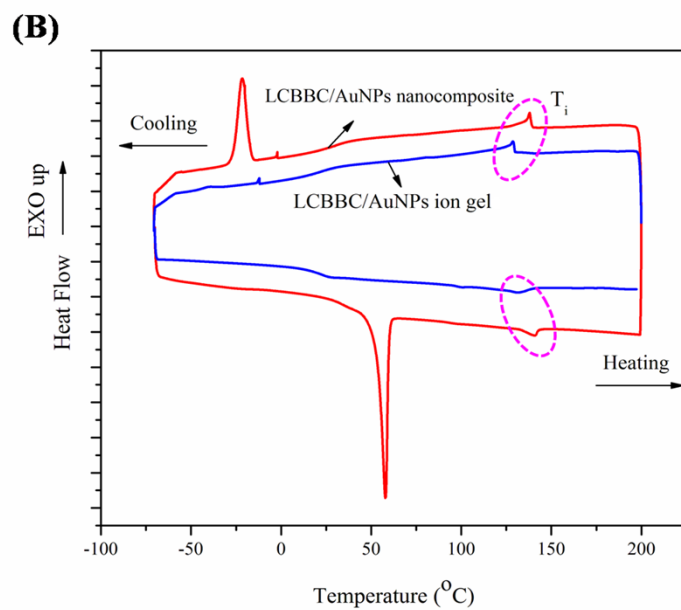 (B)
LCBBC/AuNPs nanocomposite
Ti
Cooling
LCBBC/AuNPs ion gel
EXO up
Heat Flow
Heating
-100 -50 0 50 100 150 200
Temperature (°C)